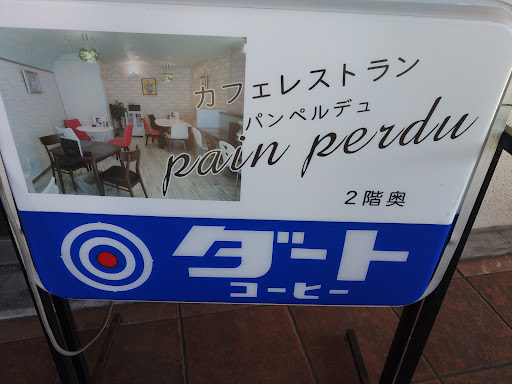 カフェレストラン
パンペルデュ
pain perdu
2階奥
ダート
コーヒー